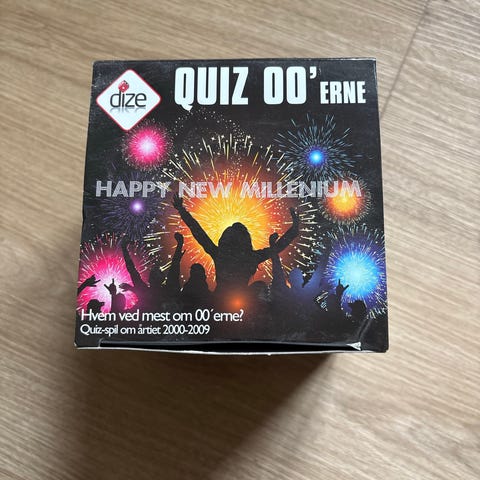 dize
QUIZ 00' ERNE
HAPPY NEW MILLENIUM
Hvem ved mest om 00'erne?
Quiz-spil om årtiet 2000-2009